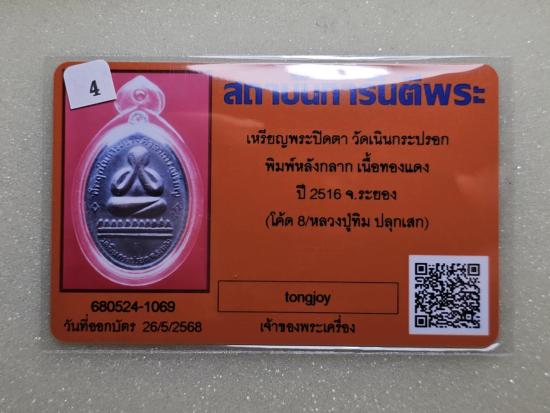 4
สถาบันการันตีพระ
เหรียญพระปิดตา วัดเนินกระปรอก
พิมพ์หลังกลาก เนื้อทองแดง
ปี 2516 จ.ระยอง
(โค้ด 8/หลวงปู่ทิม ปลุกเสก)
680524-1069
วันที่ออกบัตร 26/5/2568
tongjoy
เจ้าของพระเครื่อง